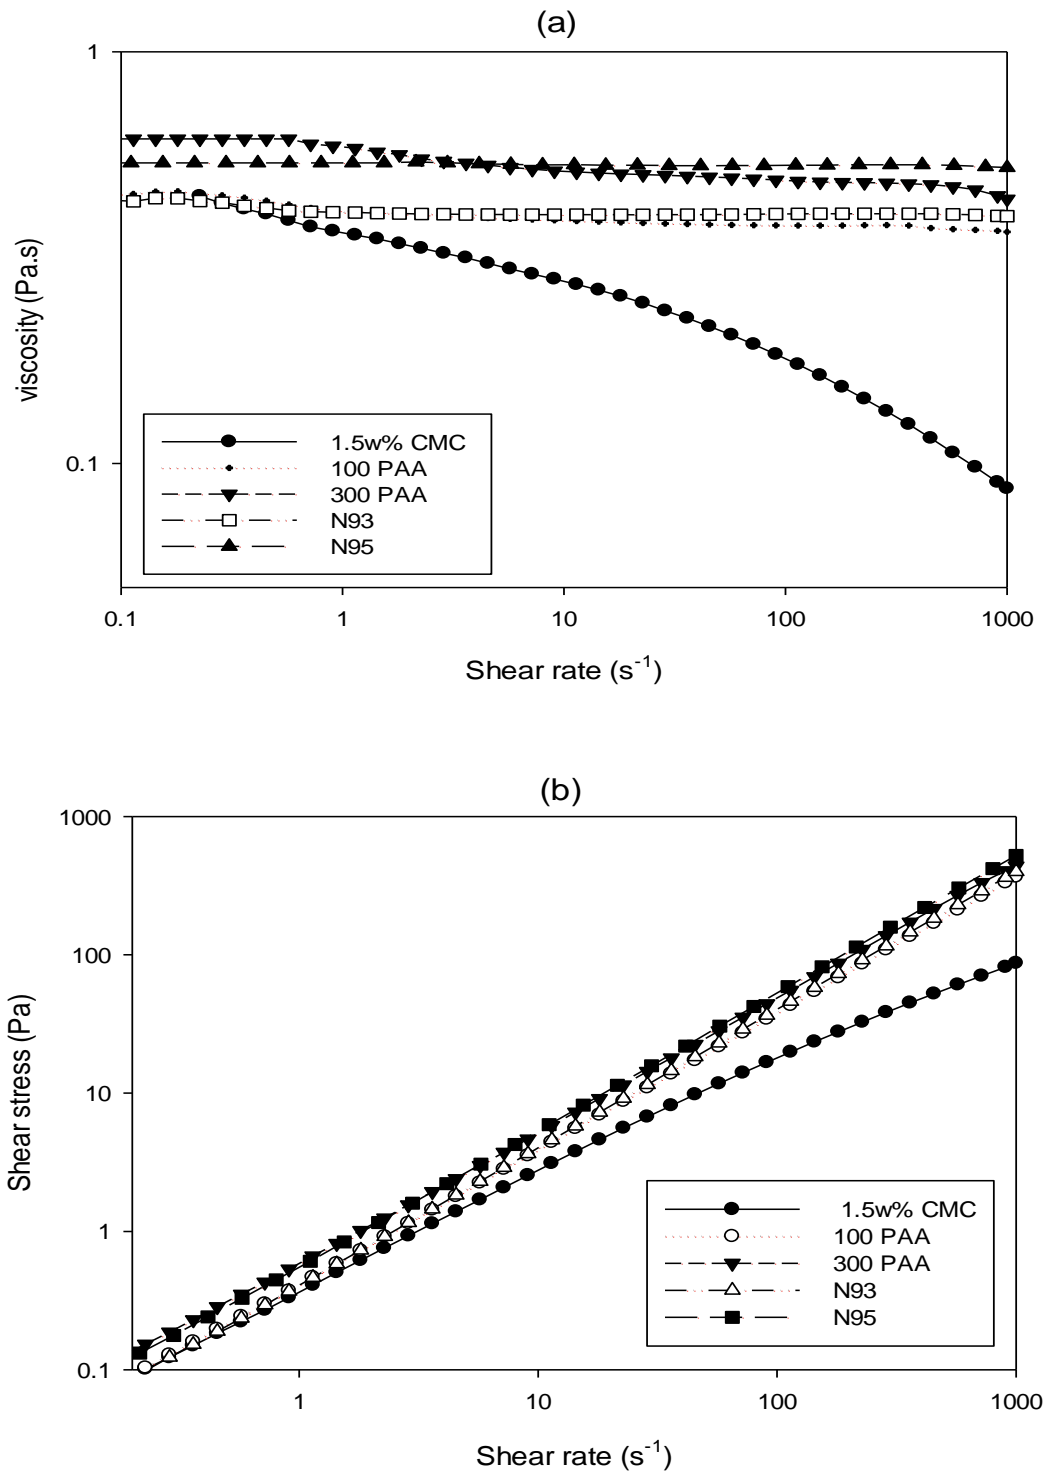 (a)
1
0.1
viscosity (Pa.s)
1.5w% CMC
100 PAA
300 PAA
N93
N95
0.1 1 10 100 1000
Shear rate (s⁻¹)
(b)
1000
100
10
1
0.1
Shear stress (Pa)
1.5w% CMC
100 PAA
300 PAA
N93
N95
1 10 100 1000
Shear rate (s⁻¹)